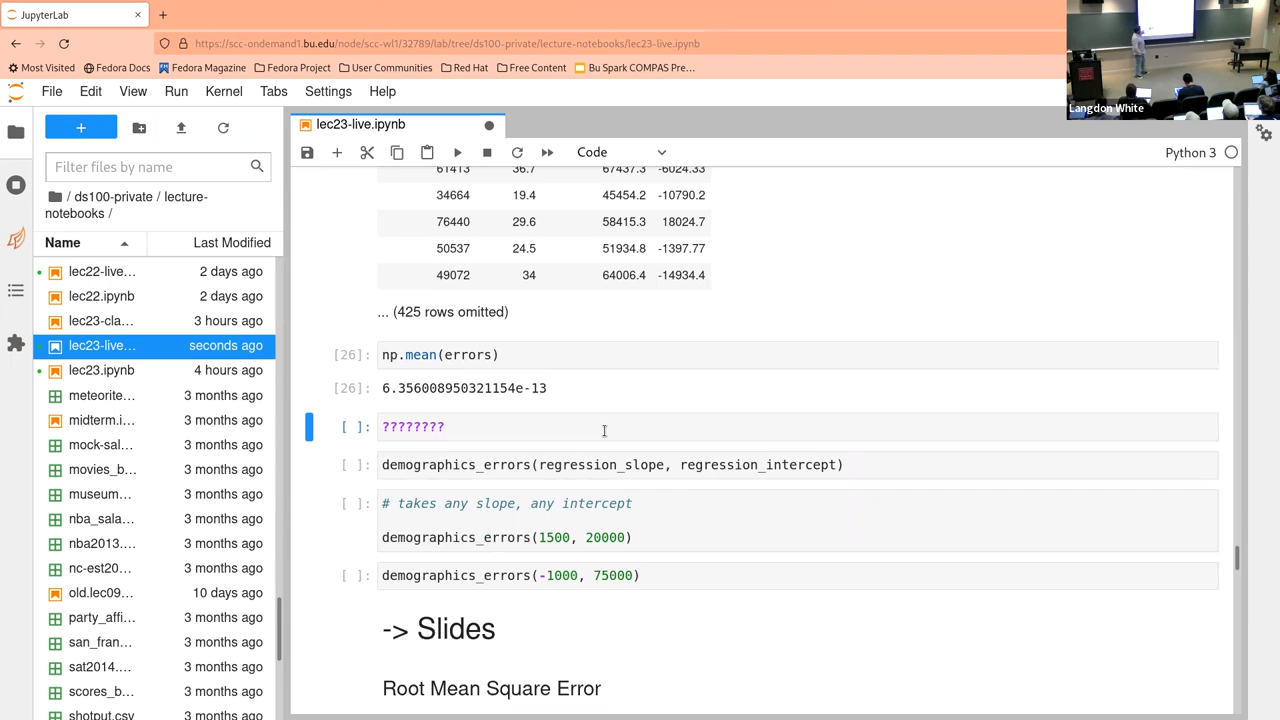 JupyterLab
https://scc-ondemand1.bu.edu/node/scc-wl1/32789/lab/tree/ds100-private/lecture-notebooks/lec23-live.ipynb
Most Visited Fedora Docs Fedora Magazine Fedora Project User Communities Red Hat Free Content Bu Spark COMPAS Pre…
Langdon White
File Edit View Run Kernel Tabs Settings Help
Filter files by name
/ ds100-private / lecture-
notebooks /
Name Last Modified
lec22-live… 2 days ago
lec22.ipynb 2 days ago
lec23-cla… 3 hours ago
lec23-live… seconds ago
lec23.ipynb 4 hours ago
meteorite… 3 months ago
midterm.i… 3 months ago
mock-sal… 3 months ago
movies_b… 3 months ago
museum… 3 months ago
nba_sala… 3 months ago
nba2013.… 3 months ago
nc-est20… 3 months ago
old.lec09… 10 days ago
party_affi… 3 months ago
san_fran… 3 months ago
sat2014.… 3 months ago
scores_b… 3 months ago
shotput.csv 3 months ago
lec23-live.ipynb
Code
Python 3
61413 36.7 67437.3 -6024.33
34664 19.4 45454.2 -10790.2
76440 29.6 58415.3 18024.7
50537 24.5 51934.8 -1397.77
49072 34 64006.4 -14934.4
... (425 rows omitted)
[26]: np.mean(errors)
[26]: 6.356008950321154e-13
[ ]: ????????
[ ]: demographics_errors(regression_slope, regression_intercept)
[ ]: # takes any slope, any intercept
demographics_errors(1500, 20000)
[ ]: demographics_errors(-1000, 75000)
-> Slides
Root Mean Square Error